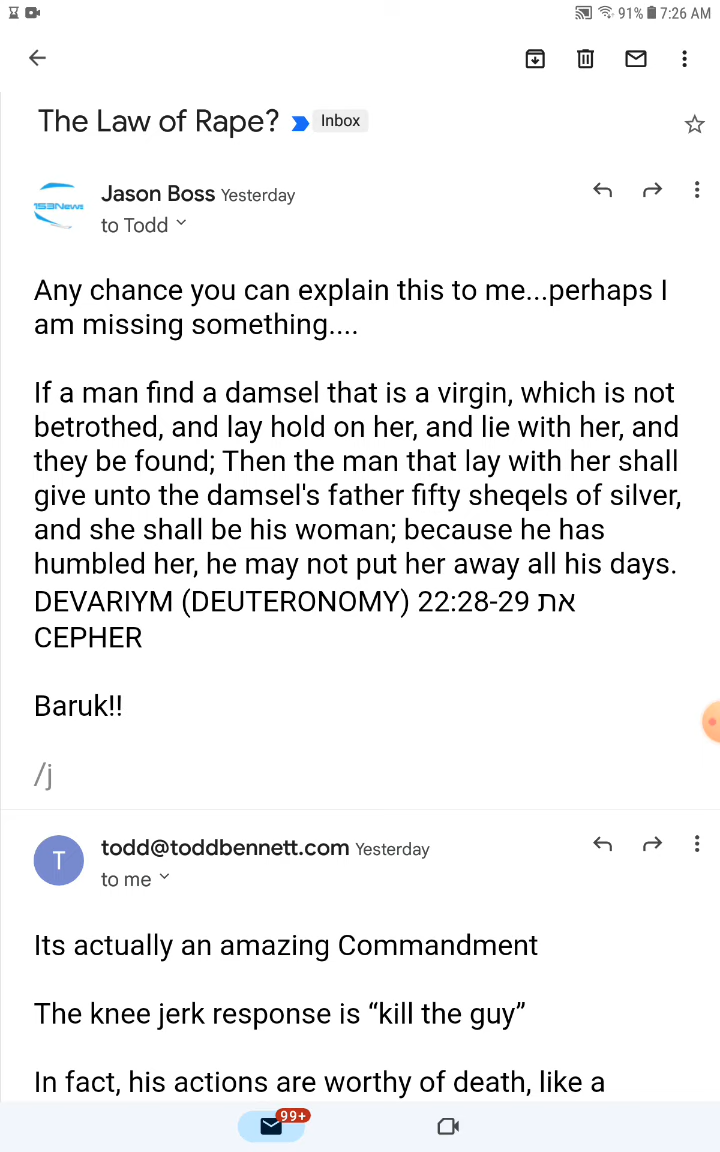 91% 7:26 AM
The Law of Rape? Inbox
153News
Jason Boss Yesterday
to Todd
Any chance you can explain this to me...perhaps I
am missing something....
If a man find a damsel that is a virgin, which is not
betrothed, and lay hold on her, and lie with her, and
they be found; Then the man that lay with her shall
give unto the damsel's father fifty sheqels of silver,
and she shall be his woman; because he has
humbled her, he may not put her away all his days.
DEVARIYM (DEUTERONOMY) 22:28-29 את
CEPHER
Baruk!!
/j
T
todd@toddbennett.com Yesterday
to me
Its actually an amazing Commandment
The knee jerk response is “kill the guy”
In fact, his actions are worthy of death, like a
99+